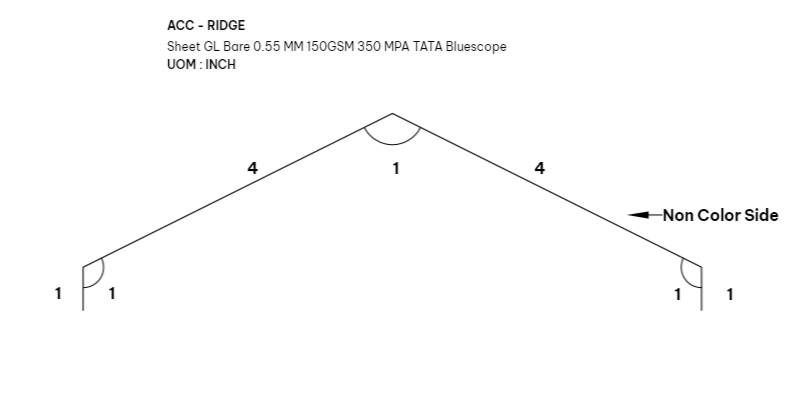 ACC - RIDGE
Sheet GL Bare 0.55 MM 150GSM 350 MPA TATA Bluescope
UOM : INCH
4
1
4
Non Color Side
1
1
1
1